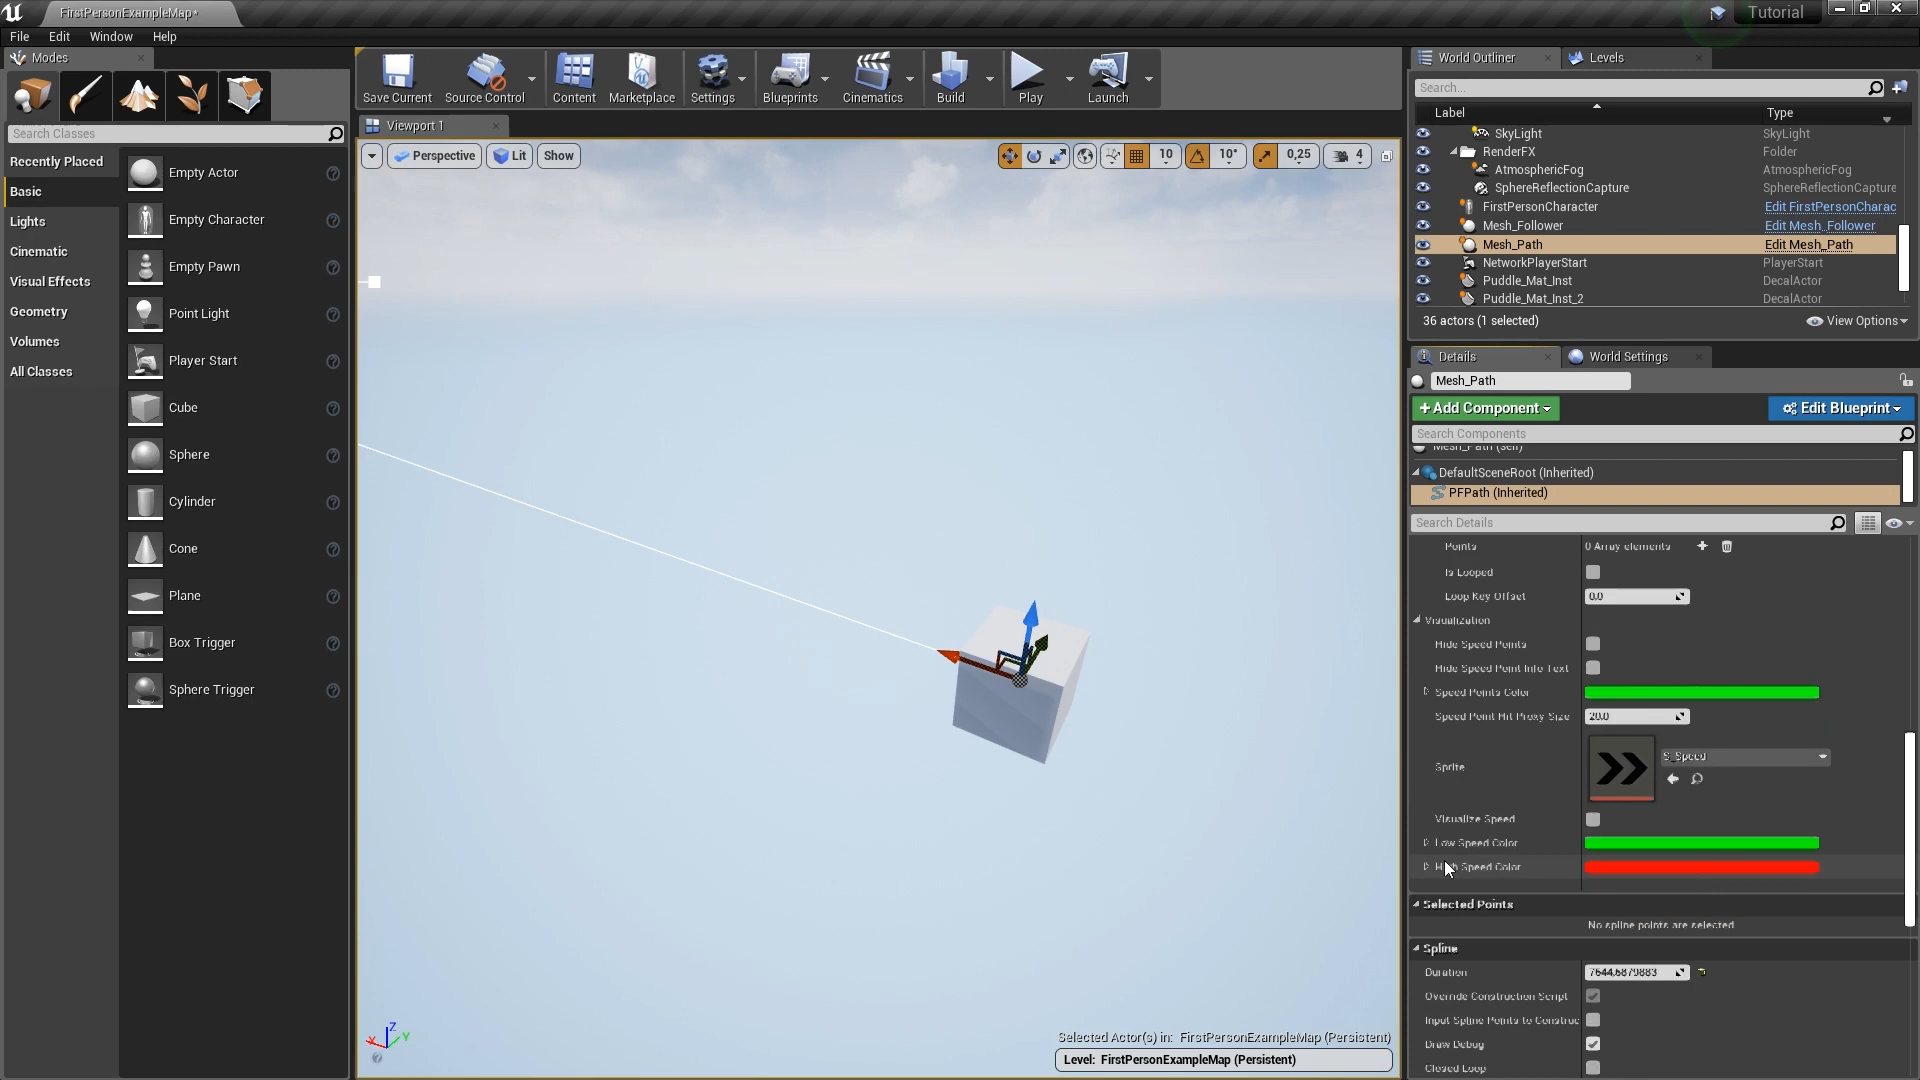 FirstPersonExampleMap*
Tutorial
File Edit Window Help
Modes
Search Classes
Recently Placed
Basic
Lights
Cinematic
Visual Effects
Geometry
Volumes
All Classes
Empty Actor
Empty Character
Empty Pawn
Point Light
Player Start
Cube
Sphere
Cylinder
Cone
Plane
Box Trigger
Sphere Trigger
Save Current Source Control Content Marketplace Settings Blueprints Cinematics Build Play Launch
Viewport 1
Perspective Lit Show 10 10° 0,25 4
Z
X Y
Selected Actor(s) in: FirstPersonExampleMap (Persistent)
Level: FirstPersonExampleMap (Persistent)
World Outliner Levels
Search...
Label Type
SkyLight SkyLight
RenderFX Folder
AtmosphericFog AtmosphericFog
SphereReflectionCapture SphereReflectionCapture
FirstPersonCharacter Edit FirstPersonCharac
Mesh_Follower Edit Mesh_Follower
Mesh_Path Edit Mesh_Path
NetworkPlayerStart PlayerStart
Puddle_Mat_Inst DecalActor
Puddle_Mat_Inst_2 DecalActor
36 actors (1 selected) View Options
Details World Settings
Mesh_Path
+Add Component Edit Blueprint
Search Components
Mesh_Path (self)
DefaultSceneRoot (Inherited)
PFPath (Inherited)
Search Details
Points 0 Array elements
Is Looped
Loop Key Offset 0.0
Visualization
Hide Speed Points
Hide Speed Point Info Text
Speed Points Color
Speed Point Hit Proxy Size 20.0
Sprite S_Speed
Visualize Speed
Low Speed Color
High Speed Color
Selected Points
No spline points are selected
Spline
Duration 7644.6879883
Override Construction Script
Input Spline Points to Construc
Draw Debug
Closed Loop